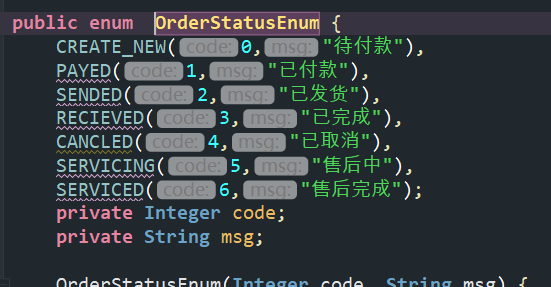 public enum OrderStatusEnum {
CREATE_NEW(code:0,msg:"待付款"),
PAYED(code:1,msg:"已付款"),
SENDED(code:2,msg:"已发货"),
RECIEVED(code:3,msg:"已完成"),
CANCLED(code:4,msg:"已取消"),
SERVICING(code:5,msg:"售后中"),
SERVICED(code:6,msg:"售后完成");
private Integer code;
private String msg;
OrderStatusEnum(Integer code, String msg) {